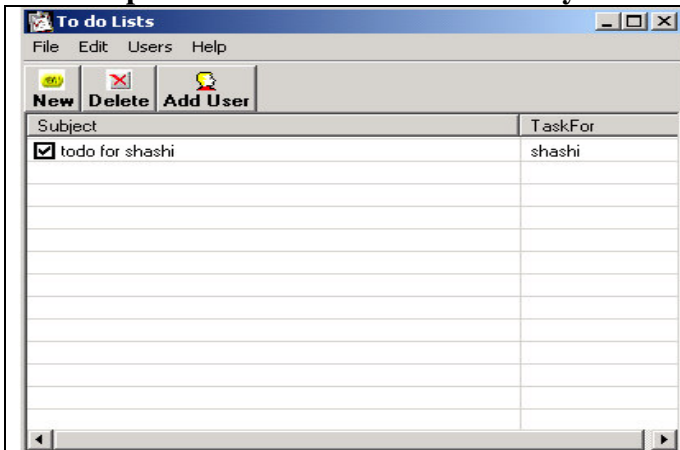 To do Lists
File Edit Users Help
New Delete Add User
Subject TaskFor
todo for shashi shashi